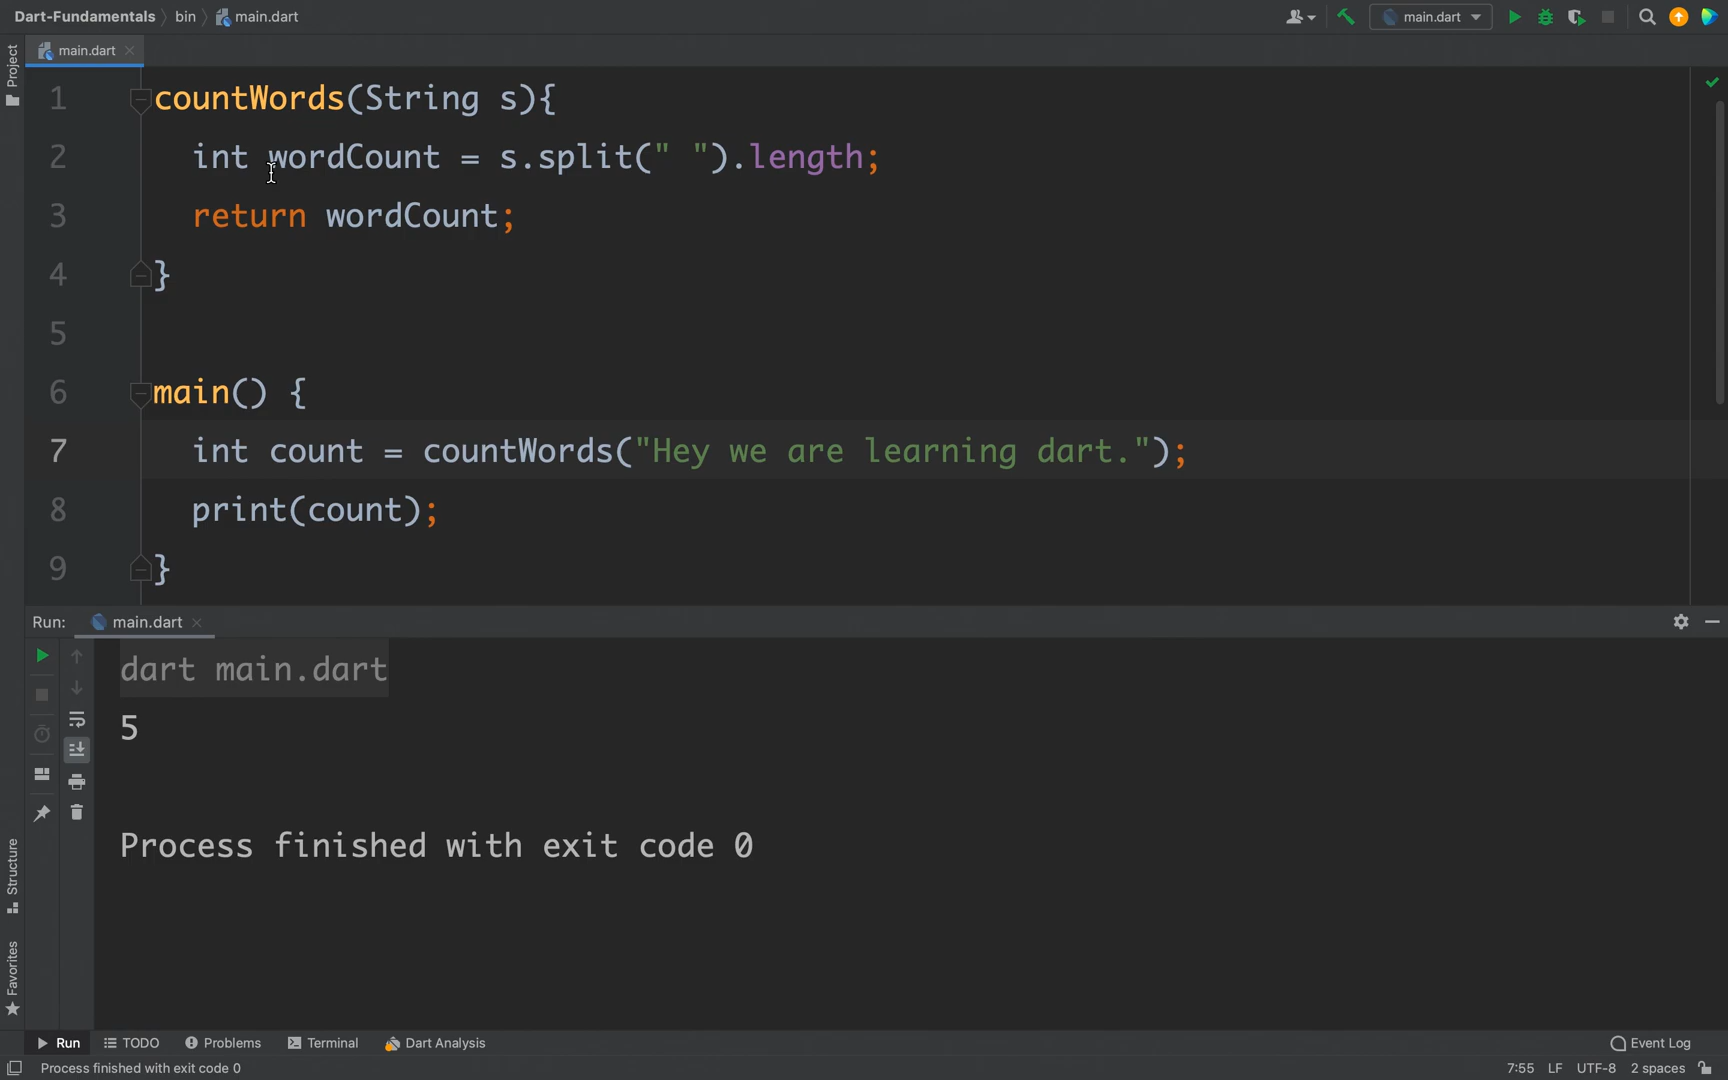 Dart-Fundamentals bin main.dart main.dart
Project
main.dart
1 countWords(String s){
2 int wordCount = s.split(" ").length;
3 return wordCount;
4 }
5
6 main() {
7 int count = countWords("Hey we are learning dart.");
8 print(count);
9 }
Run: main.dart
dart main.dart
5
Process finished with exit code 0
Structure
Favorites
Run TODO Problems Terminal Dart Analysis Event Log
Process finished with exit code 0 7:55 LF UTF-8 2 spaces